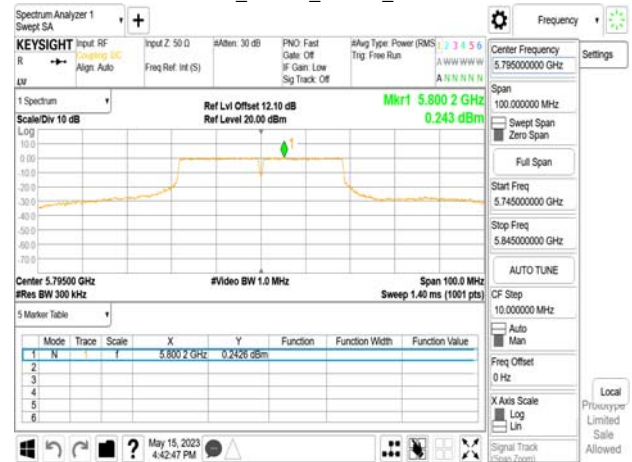 Spectrum Analyzer 1
Swept SA
+
Frequency
KEYSIGHT
Input: RF
Coupling: DC
Align: Auto
Input Z: 50 Ω
Freq Ref: Int (S)
#Atten: 30 dB
PNO: Fast
Gate: Off
IF Gain: Low
Sig Track: Off
#Avg Type: Power (RMS
Trig: Free Run
1 2 3 4 5 6
A W W W W W
A N N N N N
R
1 Spectrum
Scale/Div 10 dB
Log
Ref Lvl Offset 12.10 dB
Ref Level 20.00 dBm
Mkr1 5.800 2 GHz
0.243 dBm
10.0
0.00
-10.0
-20.0
-30.0
-40.0
-50.0
-60.0
-70.0
1
Center 5.79500 GHz
#Res BW 300 kHz
#Video BW 1.0 MHz
Span 100.0 MHz
Sweep 1.40 ms (1001 pts)
5 Marker Table
Mode Trace Scale X Y Function Function Width Function Value
1 N 1 f 5.800 2 GHz 0.2426 dBm
2
3
4
5
6
Center Frequency
5.795000000 GHz
Settings
Span
100.000000 MHz
Swept Span
Zero Span
Full Span
Start Freq
5.745000000 GHz
Stop Freq
5.845000000 GHz
AUTO TUNE
CF Step
10.000000 MHz
Auto
Man
Freq Offset
0 Hz
X Axis Scale
Log
Lin
Signal Track
(Span Zoom)
Local
Prototype
Limited
Sale
Allowed
?
May 15, 2023
4:42:47 PM